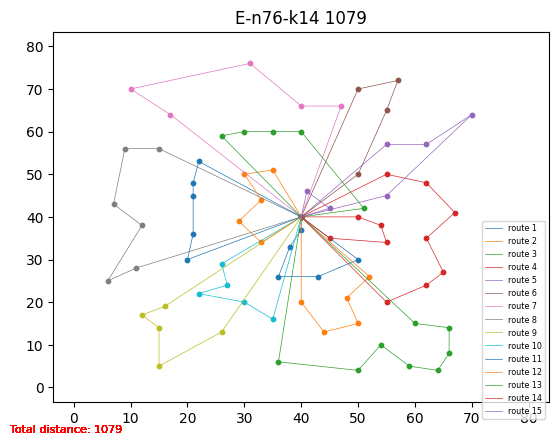 E-n76-k14 1079
80
70
60
50
40
30
20
10
0
0 10 20 30 40 50 60 70 80
route 1
route 2
route 3
route 4
route 5
route 6
route 7
route 8
route 9
route 10
route 11
route 12
route 13
route 14
route 15
Total distance: 1079